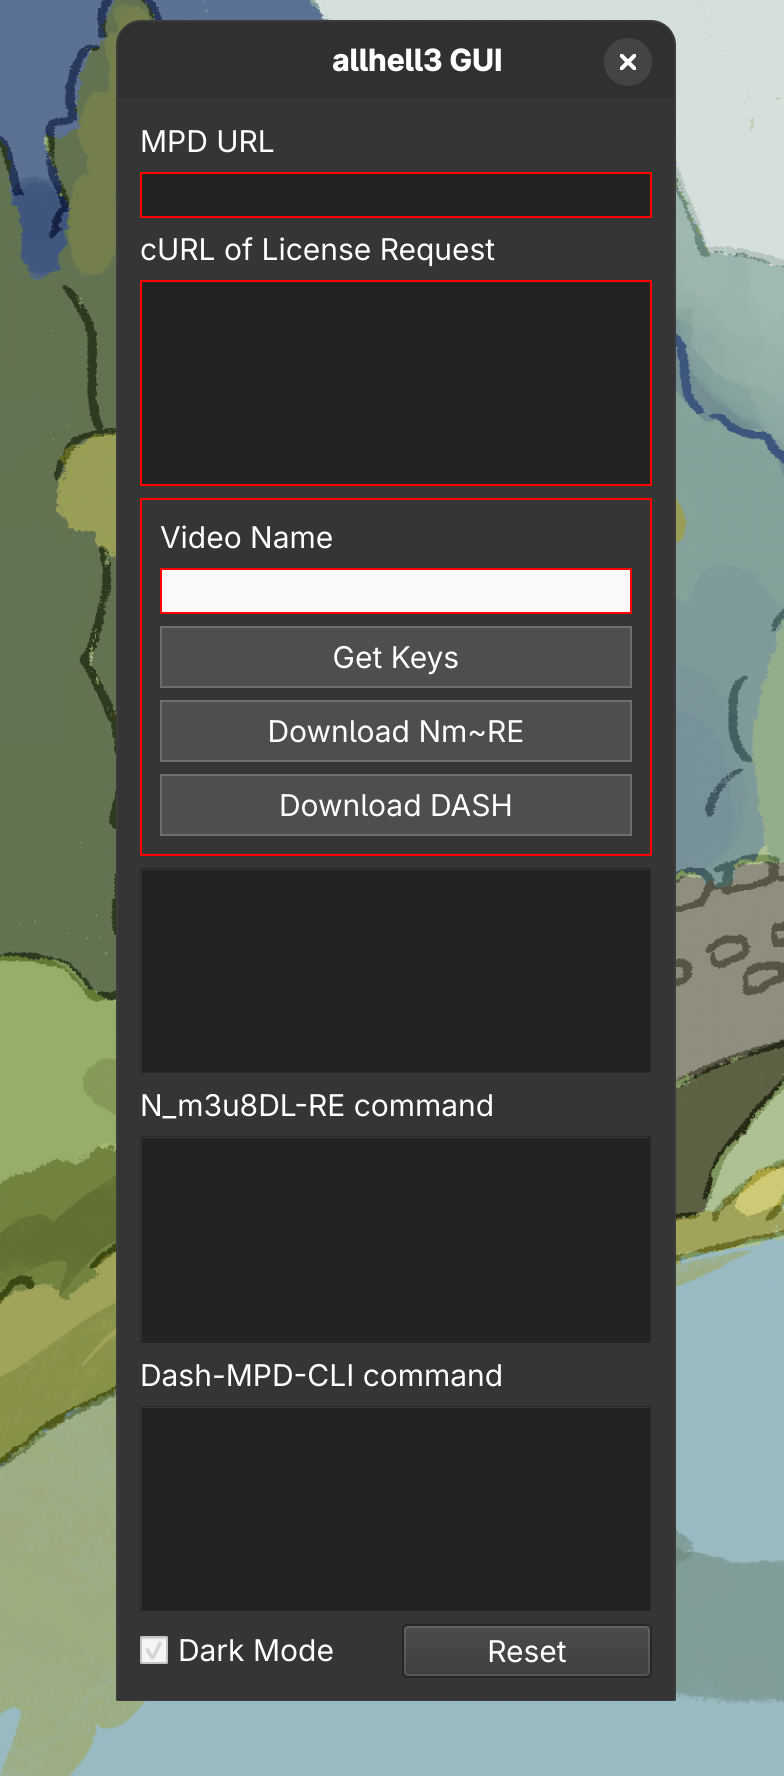 allhell3 GUI
MPD URL
cURL of License Request
Video Name
Get Keys
Download Nm~RE
Download DASH
N_m3u8DL-RE command
Dash-MPD-CLI command
Dark Mode
Reset